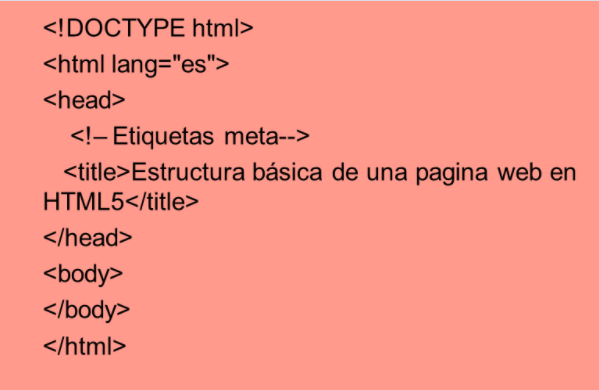 <!DOCTYPE html>
<html lang="es">
<head>
<!– Etiquetas meta-->
<title>Estructura básica de una pagina web en
HTML5</title>
</head>
<body>
</body>
</html>